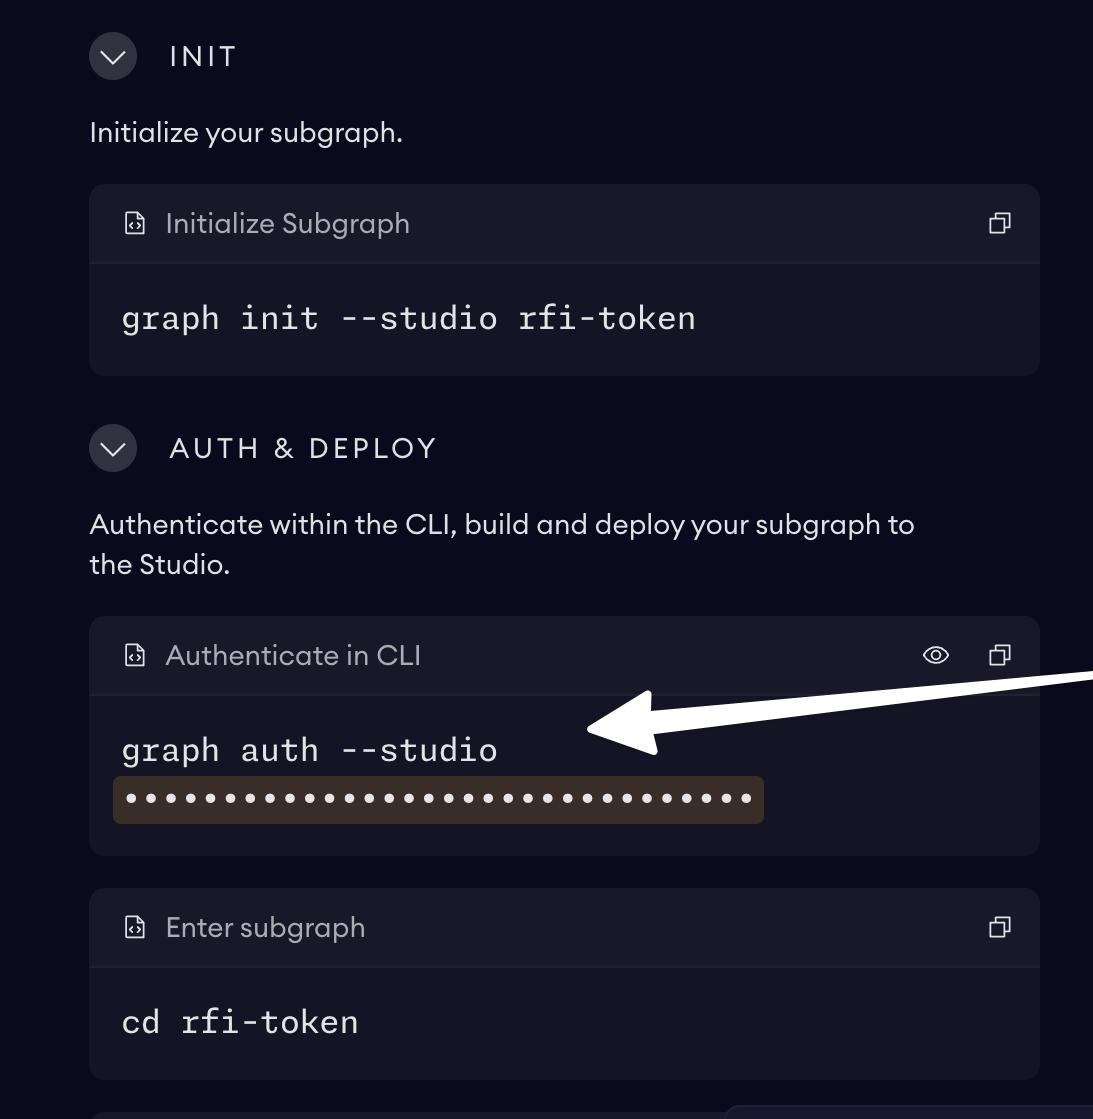 INIT
Initialize your subgraph.
Initialize Subgraph
graph init --studio rfi-token
AUTH & DEPLOY
Authenticate within the CLI, build and deploy your subgraph to
the Studio.
Authenticate in CLI
graph auth --studio
••••••••••••••••••••••••••••••••
Enter subgraph
cd rfi-token